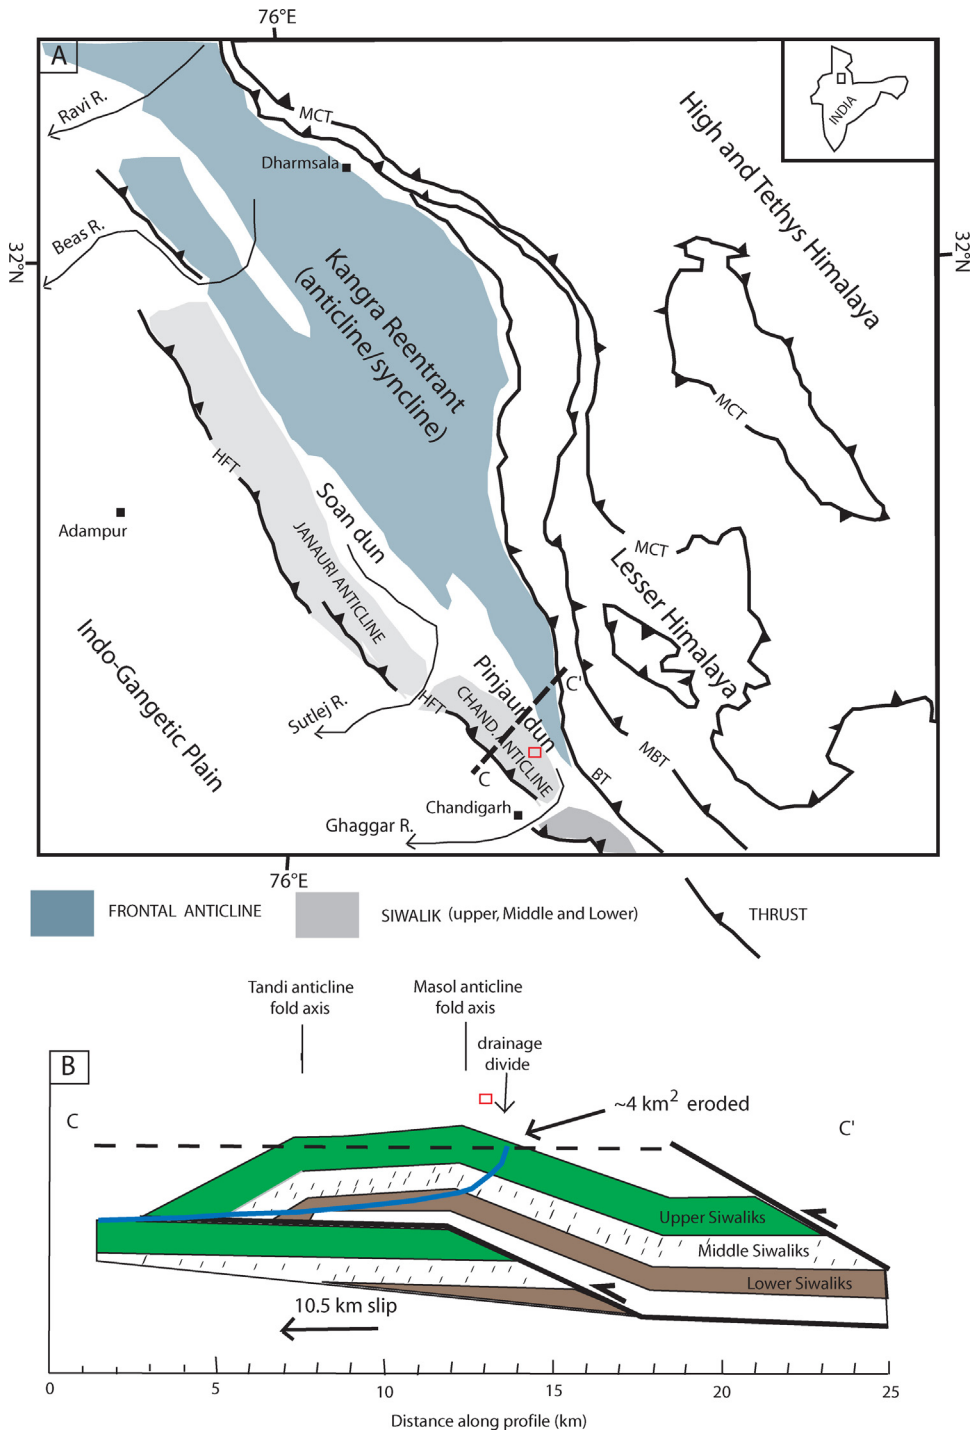 76°E
A
Ravi R.
MCT
Dharmsala
INDIA
High and Tethys Himalaya
Beas R.
32°N
32°N
Kangra Reentrant
(anticline/syncline)
MCT
HFT
Soan dun
Adampur
JANAURI ANTICLINE
MCT
Lesser Himalaya
Indo-Gangetic Plain
Sutlej R.
HFT
Pinjaur dun
CHAND. ANTICLINE
C'
C
MBT
BT
Chandigarh
Ghaggar R.
76°E
FRONTAL ANTICLINE
SIWALIK (upper, Middle and Lower)
THRUST
Tandi anticline
fold axis
Masol anticline
fold axis
drainage
divide
B
~4 km² eroded
C
C'
Upper Siwaliks
Middle Siwaliks
Lower Siwaliks
10.5 km slip
0 5 10 15 20 25
Distance along profile (km)